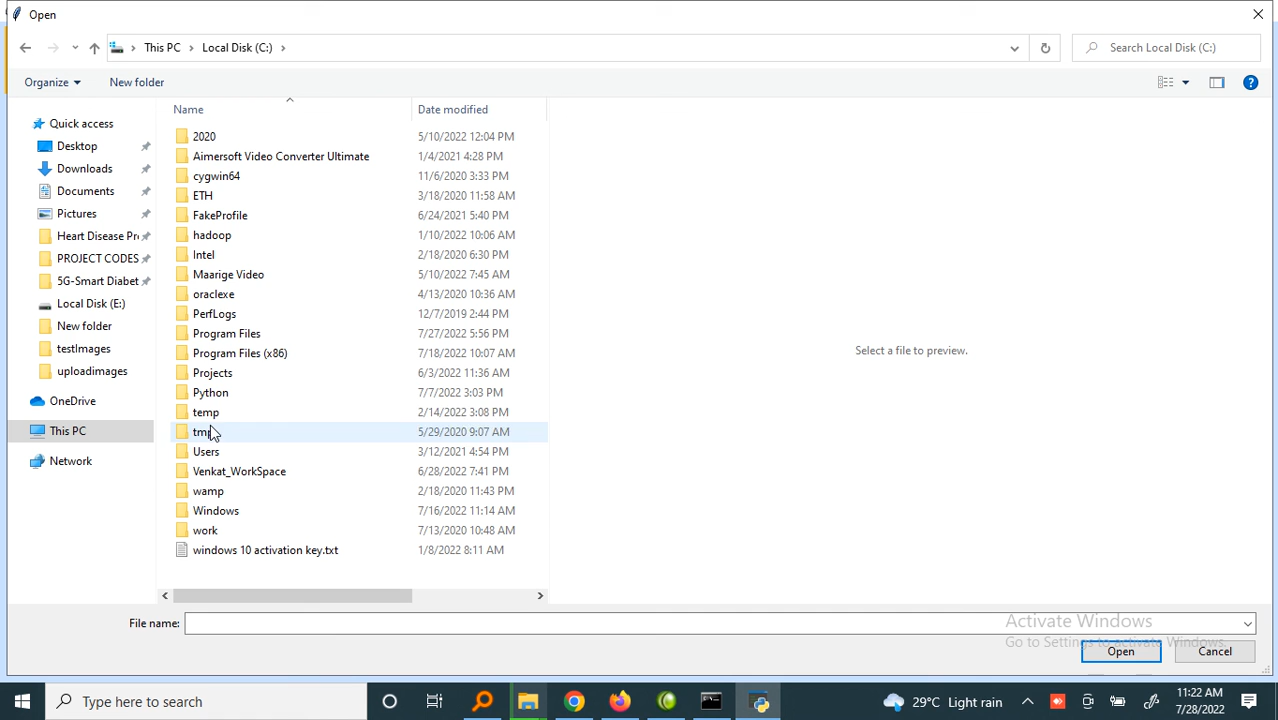 Open
This PC
Local Disk (C:)
Search Local Disk (C:)
Organize
New folder
Name
Date modified
Quick access
Desktop
Downloads
Documents
Pictures
Heart Disease Pr
PROJECT CODES
5G-Smart Diabet
Local Disk (E:)
New folder
testImages
uploadimages
OneDrive
This PC
Network
2020 5/10/2022 12:04 PM
Aimersoft Video Converter Ultimate 1/4/2021 4:28 PM
cygwin64 11/6/2020 3:33 PM
ETH 3/18/2020 11:58 AM
FakeProfile 6/24/2021 5:40 PM
hadoop 1/10/2022 10:06 AM
Intel 2/18/2020 6:30 PM
Maarige Video 5/10/2022 7:45 AM
oraclexe 4/13/2020 10:36 AM
PerfLogs 12/7/2019 2:44 PM
Program Files 7/27/2022 5:56 PM
Program Files (x86) 7/18/2022 10:07 AM
Projects 6/3/2022 11:36 AM
Python 7/7/2022 3:03 PM
temp 2/14/2022 3:08 PM
tmp 5/29/2020 9:07 AM
Users 3/12/2021 4:54 PM
Venkat_WorkSpace 6/28/2022 7:41 PM
wamp 2/18/2020 11:43 PM
Windows 7/16/2022 11:14 AM
work 7/13/2020 10:48 AM
windows 10 activation key.txt 1/8/2022 8:11 AM
Select a file to preview.
File name:
Activate Windows
Go to Settings to activate Windows.
Open
Cancel
Type here to search
29°C Light rain
11:22 AM
7/28/2022